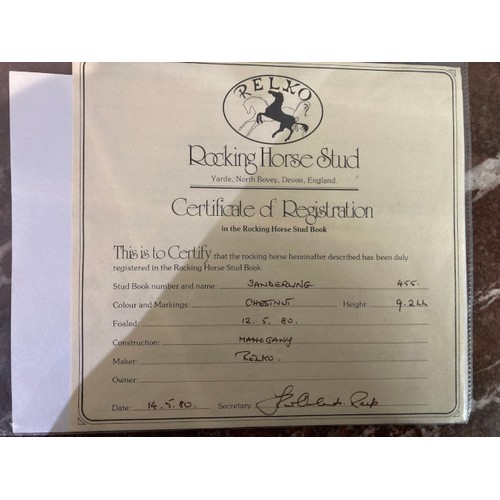 RELKO
Rocking Horse Stud
Yarde, North Bovey, Devon, England.
Certificate of Registration
in the Rocking Horse Stud Book
This is to Certify that the rocking horse hereinafter described has been duly
registered in the Rocking Horse Stud Book.
Stud Book number and name: SANDERLING 455.
Colour and Markings: CHESTNUT Height: 9.2hh
Foaled: 12.5.80.
Construction: MAHOGANY
Maker: RELKO.
Owner:
Date: 14.5.80. Secretary: